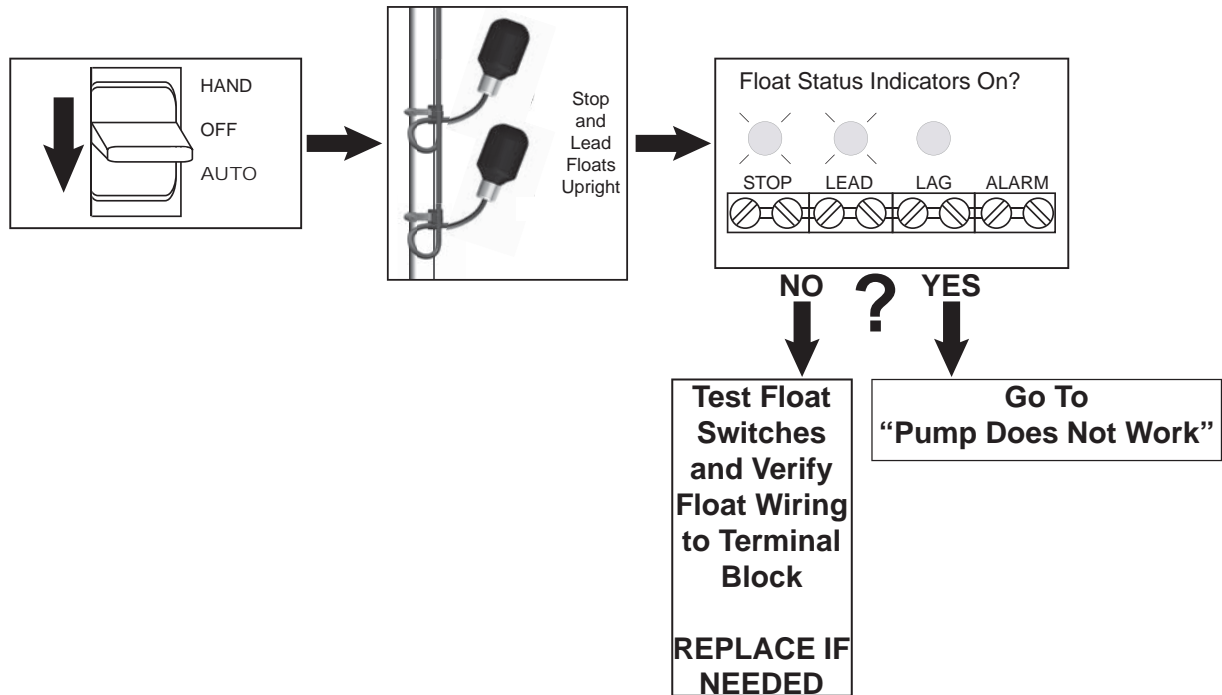 HAND
OFF
AUTO
Stop
and
Lead
Floats
Upright
Float Status Indicators On?
STOP LEAD LAG ALARM
NO ? YES
Test Float
Switches
and Verify
Float Wiring
to Terminal
Block
REPLACE IF
NEEDED
Go To
“Pump Does Not Work”